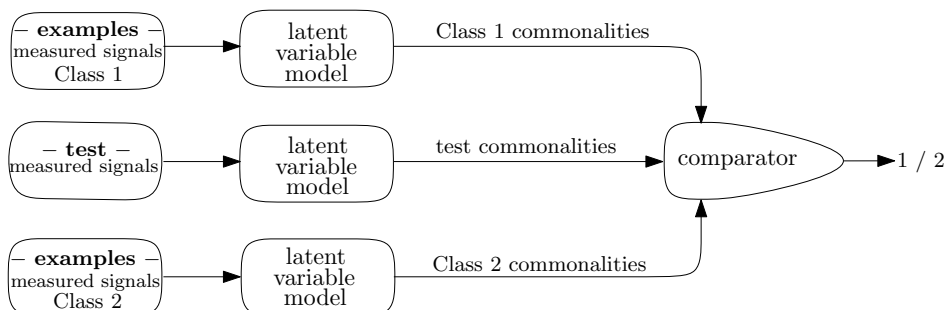 – examples –
measured signals
Class 1
latent
variable
model
Class 1 commonalities
– test –
measured signals
latent
variable
model
test commonalities
comparator
1 / 2
– examples –
measured signals
Class 2
latent
variable
model
Class 2 commonalities